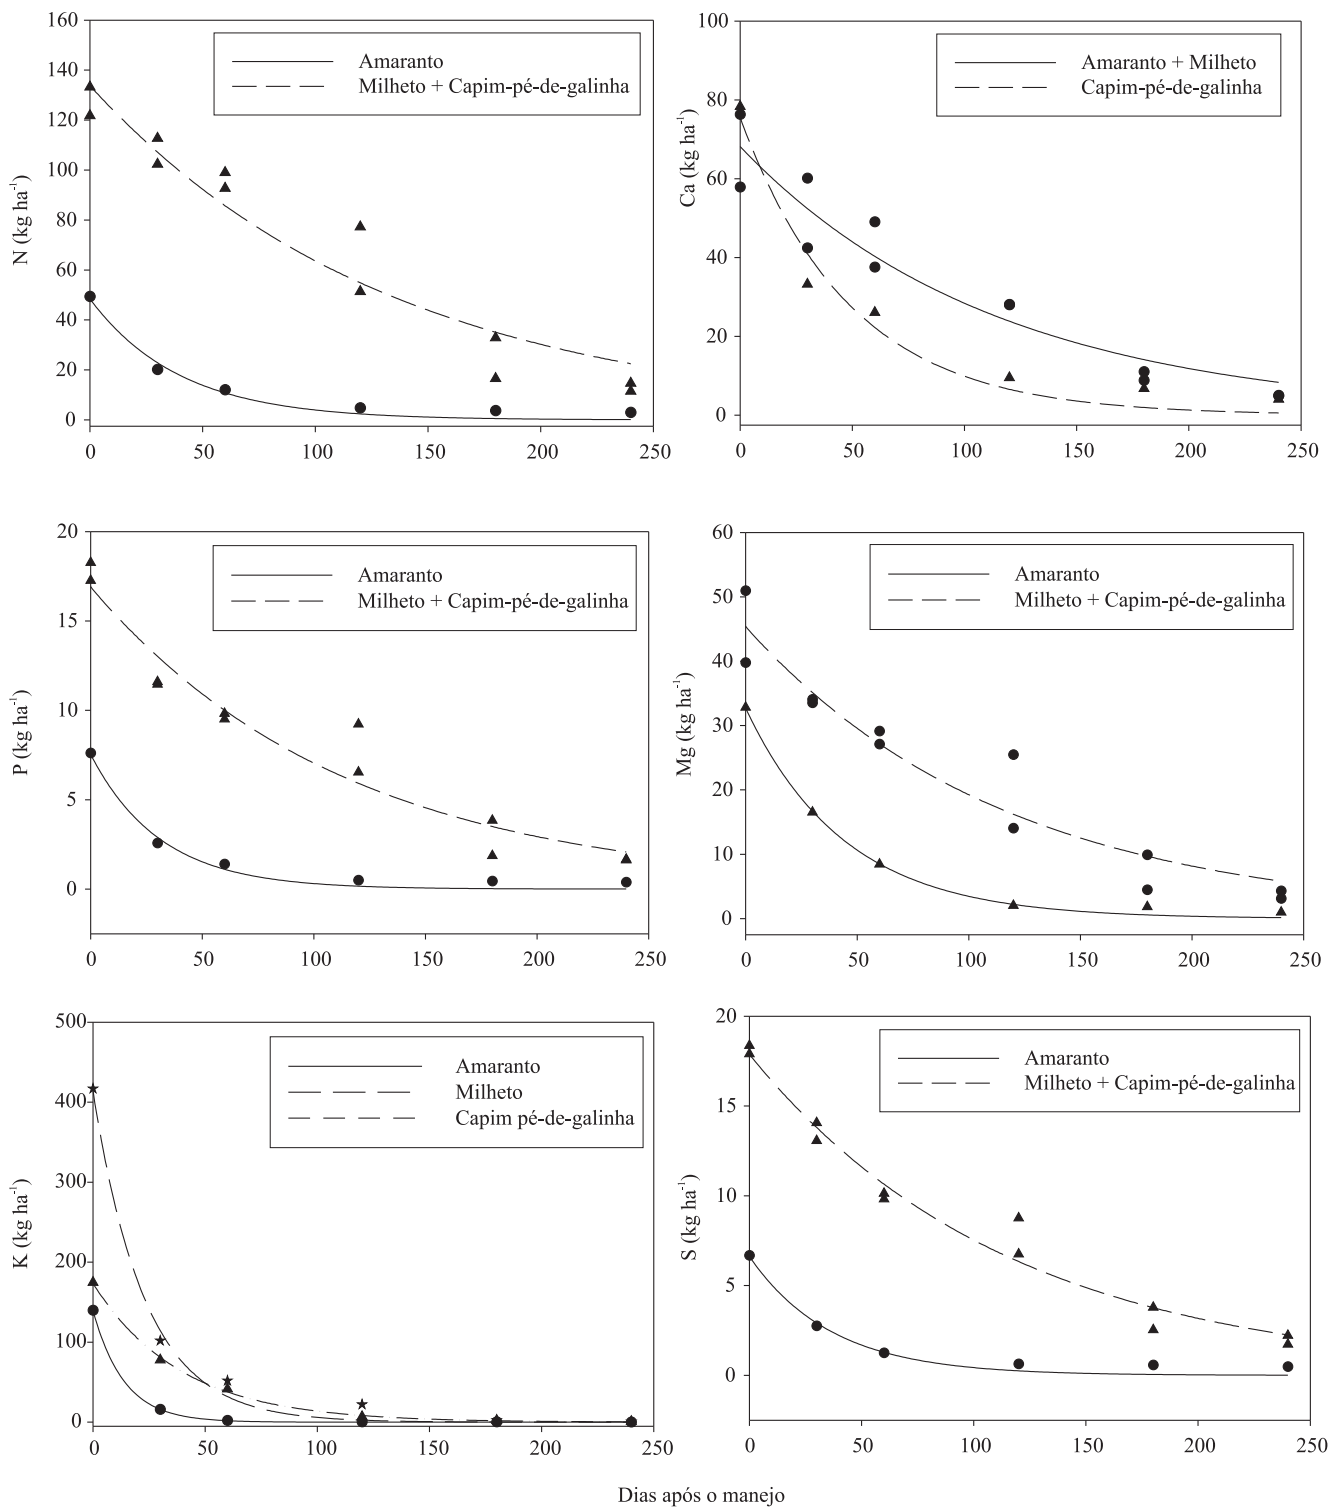 160
140
120
100
80
60
40
20
0
N (kg ha-1)
Amaranto
Milheto + Capim-pé-de-galinha
0 50 100 150 200 250
100
80
60
40
20
0
Ca (kg ha-1)
Amaranto + Milheto
Capim-pé-de-galinha
0 50 100 150 200 250
20
15
10
5
0
P (kg ha-1)
Amaranto
Milheto + Capim-pé-de-galinha
0 50 100 150 200 250
60
50
40
30
20
10
0
Mg (kg ha-1)
Amaranto
Milheto + Capim-pé-de-galinha
0 50 100 150 200 250
500
400
300
200
100
0
K (kg ha-1)
Amaranto
Milheto
Capim pé-de-galinha
0 50 100 150 200 250
20
15
10
5
0
S (kg ha-1)
Amaranto
Milheto + Capim-pé-de-galinha
0 50 100 150 200 250
Dias após o manejo